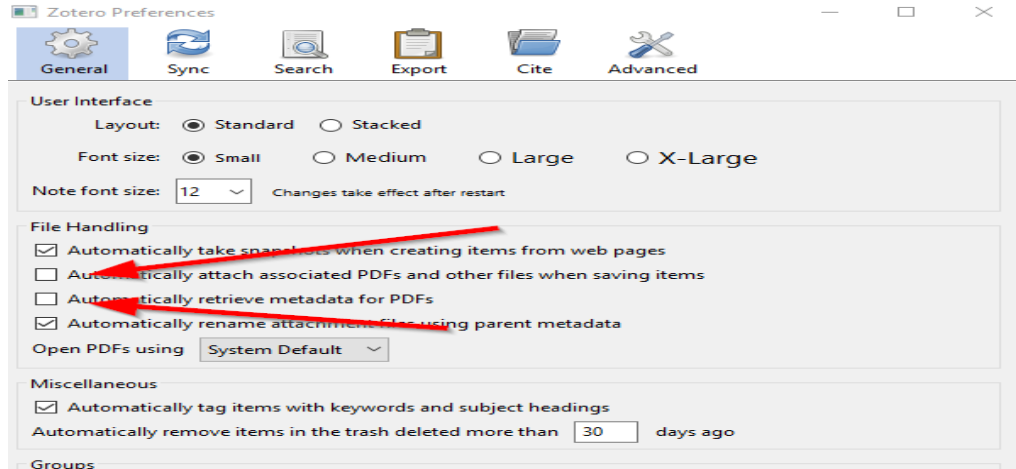 Zotero Preferences
General Sync Search Export Cite Advanced
User Interface
Layout: Standard Stacked
Font size: Small Medium Large X-Large
Note font size: 12 Changes take effect after restart
File Handling
Automatically take snapshots when creating items from web pages
Automatically attach associated PDFs and other files when saving items
Automatically retrieve metadata for PDFs
Automatically rename attachment files using parent metadata
Open PDFs using System Default
Miscellaneous
Automatically tag items with keywords and subject headings
Automatically remove items in the trash deleted more than 30 days ago
Groups